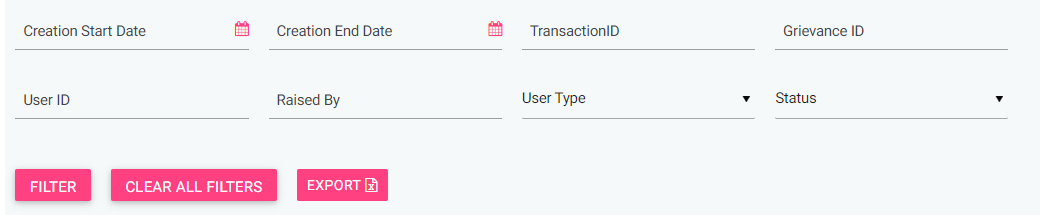 Creation Start Date Creation End Date TransactionID Grievance ID
User ID Raised By User Type Status
FILTER CLEAR ALL FILTERS EXPORT